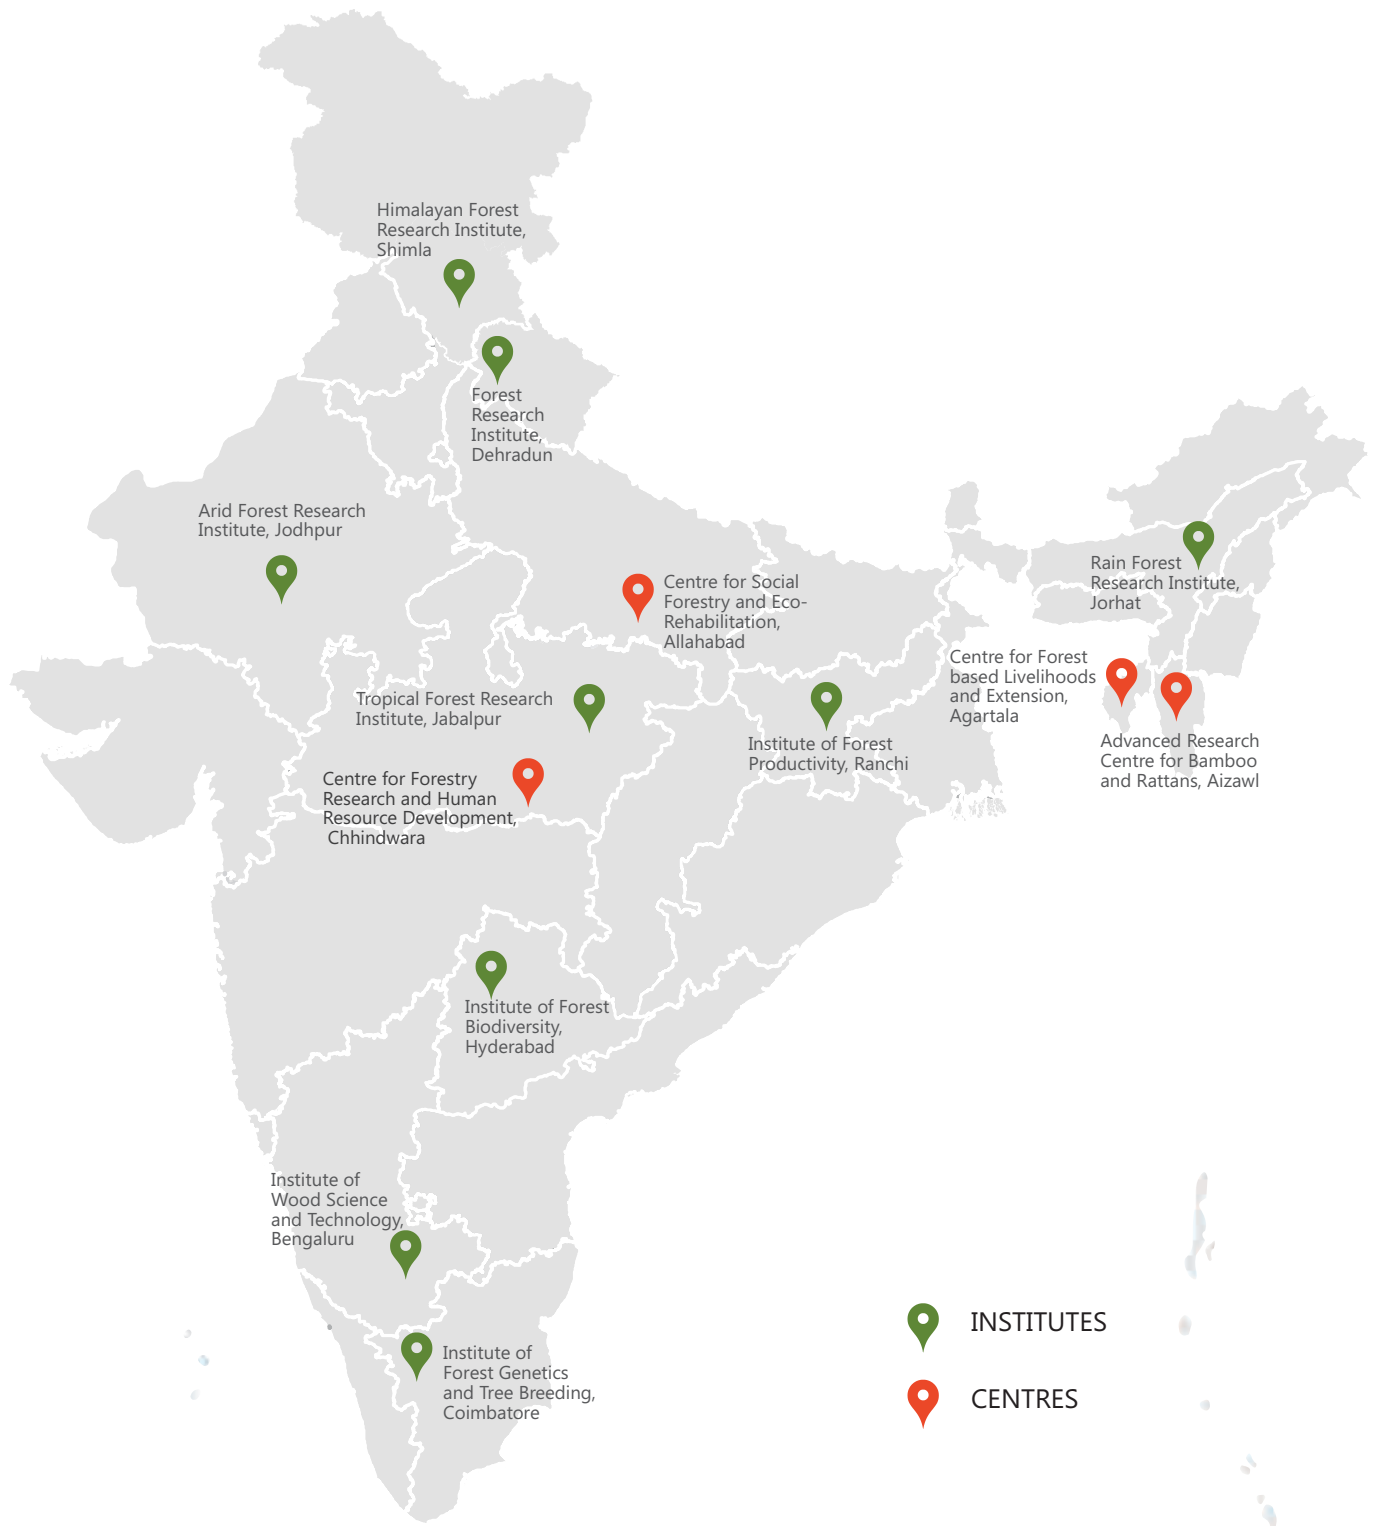 Himalayan Forest
Research Institute,
Shimla
Forest
Research
Institute,
Dehradun
Arid Forest Research
Institute, Jodhpur
Centre for Social
Forestry and Eco-
Rehabilitation,
Allahabad
Rain Forest
Research Institute,
Jorhat
Centre for Forest
based Livelihoods
and Extension,
Agartala
Tropical Forest Research
Institute, Jabalpur
Institute of Forest
Productivity, Ranchi
Advanced Research
Centre for Bamboo
and Rattans, Aizawl
Centre for Forestry
Research and Human
Resource Development,
Chhindwara
Institute of Forest
Biodiversity,
Hyderabad
Institute of
Wood Science
and Technology,
Bengaluru
Institute of
Forest Genetics
and Tree Breeding,
Coimbatore
INSTITUTES
CENTRES